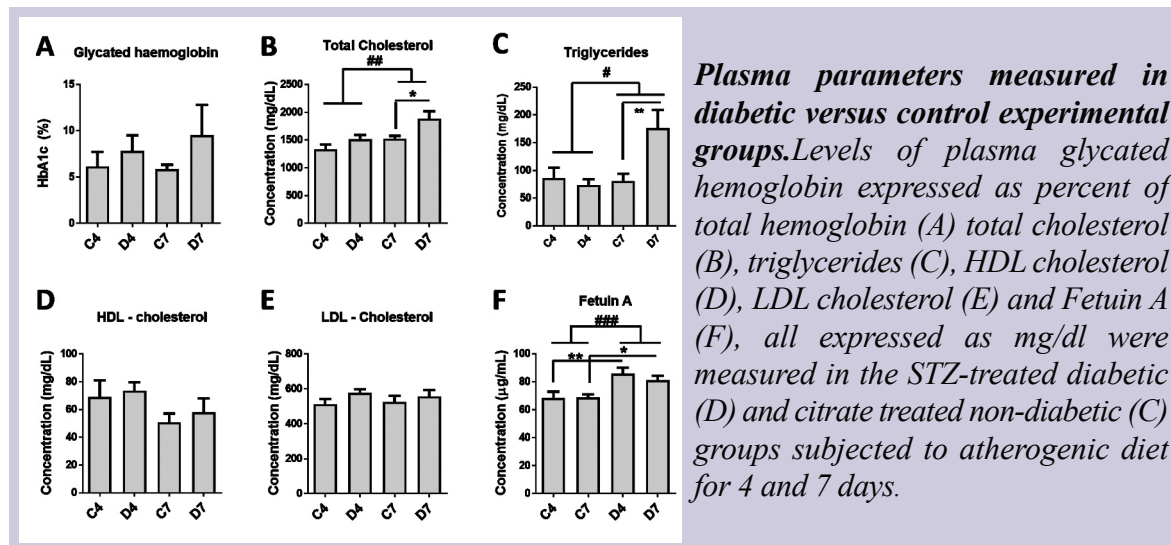 A Glycated haemoglobin
HbA1c (%)
15
10
5
0
C4 D4 C7 D7
B Total Cholesterol
##
*
Concentration (mg/dL)
2500
2000
1500
1000
500
0
C4 D4 C7 D7
C Triglycerides
#
**
Concentration (mg/dL)
250
200
150
100
50
0
C4 D4 C7 D7
D HDL - cholesterol
Concentration (mg/dL)
100
80
60
40
20
0
C4 D4 C7 D7
E LDL - Cholesterol
Concentration (mg/dL)
800
600
400
200
0
C4 D4 C7 D7
F Fetuin A
###
** *
Concentration (µg/mL)
100
80
60
40
20
0
C4 D4 C7 D7
Plasma parameters measured in
diabetic versus control experimental
groups.Levels of plasma glycated
hemoglobin expressed as percent of
total hemoglobin (A) total cholesterol
(B), triglycerides (C), HDL cholesterol
(D), LDL cholesterol (E) and Fetuin A
(F), all expressed as mg/dl were
measured in the STZ-treated diabetic
(D) and citrate treated non-diabetic (C)
groups subjected to atherogenic diet
for 4 and 7 days.